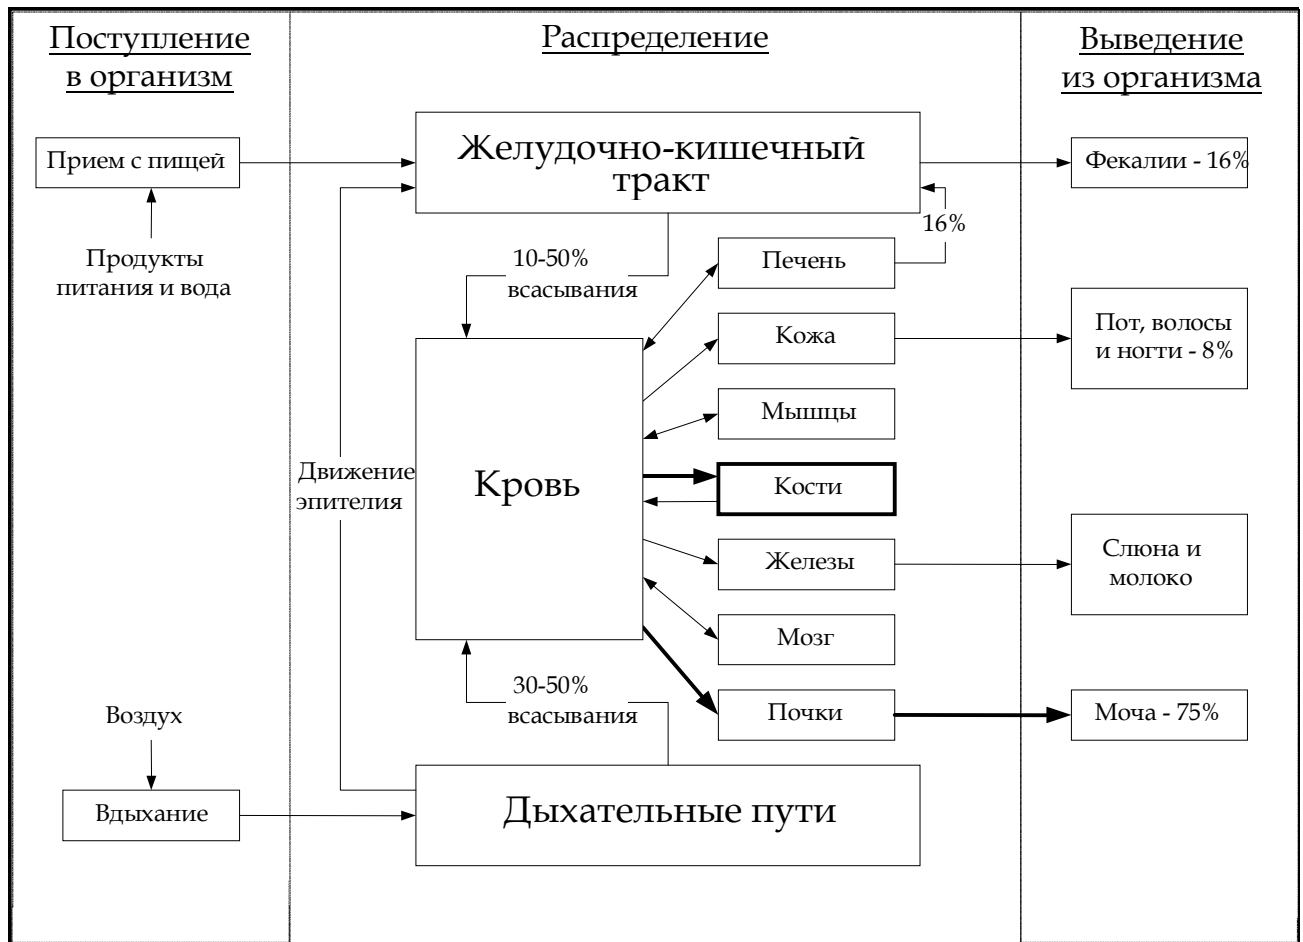 Поступление
в организм
Распределение
Выведение
из организма
Прием с пищей
Желудочно-кишечный
тракт
Фекалии - 16%
16%
Продукты
питания и вода
10-50%
всасывания
Печень
Кожа
Пот, волосы
и ногти - 8%
Мышцы
Движение
эпителия
Кровь
Кости
Железы
Слюна и
молоко
Мозг
30-50%
всасывания
Почки
Моча - 75%
Воздух
Вдыхание
Дыхательные пути